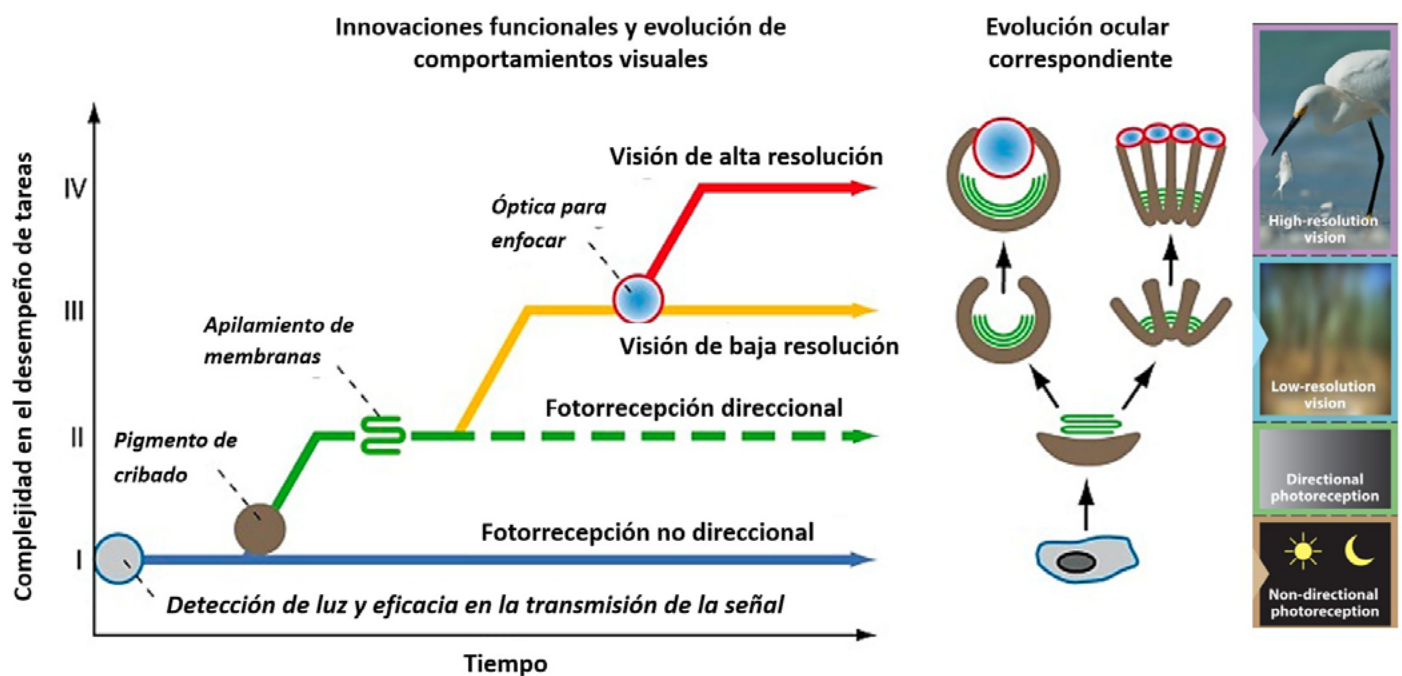 Innovaciones funcionales y evolución de
comportamientos visuales
Evolución ocular
correspondiente
Complejidad en el desempeño de tareas
IV
III
II
I
Visión de alta resolución
Óptica para
enfocar
Apilamiento de
membranas
Visión de baja resolución
Pigmento de
cribado
Fotorrecepción direccional
Fotorrecepción no direccional
Detección de luz y eficacia en la transmisión de la señal
Tiempo
High-resolution
vision
Low-resolution
vision
Directional
photoreception
Non-directional
photoreception